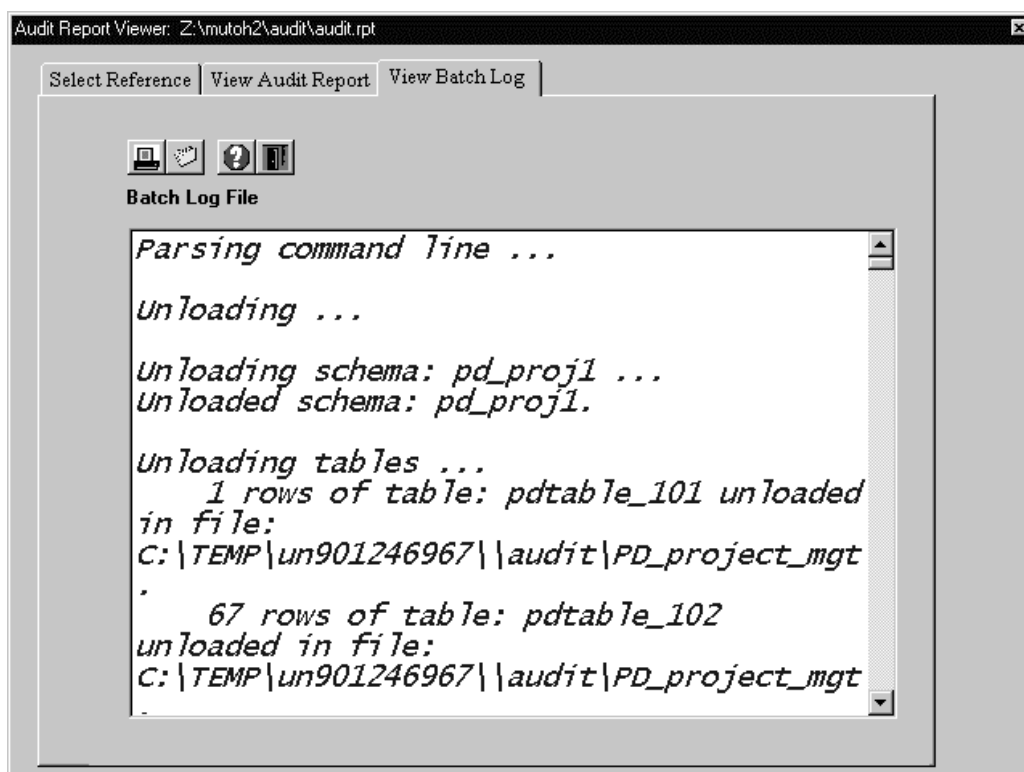 Audit Report Viewer: Z:\mutoh2\audit\audit.rpt
Select Reference View Audit Report View Batch Log
Batch Log File
Parsing command line ...
Unloading ...
Unloading schema: pd_proj1 ...
Unloaded schema: pd_proj1.
Unloading tables ...
1 rows of table: pdtable_101 unloaded
in file:
C:\TEMP\un901246967\\audit\PD_project_mgt
.
67 rows of table: pdtable_102
unloaded in file:
C:\TEMP\un901246967\\audit\PD_project_mgt
.